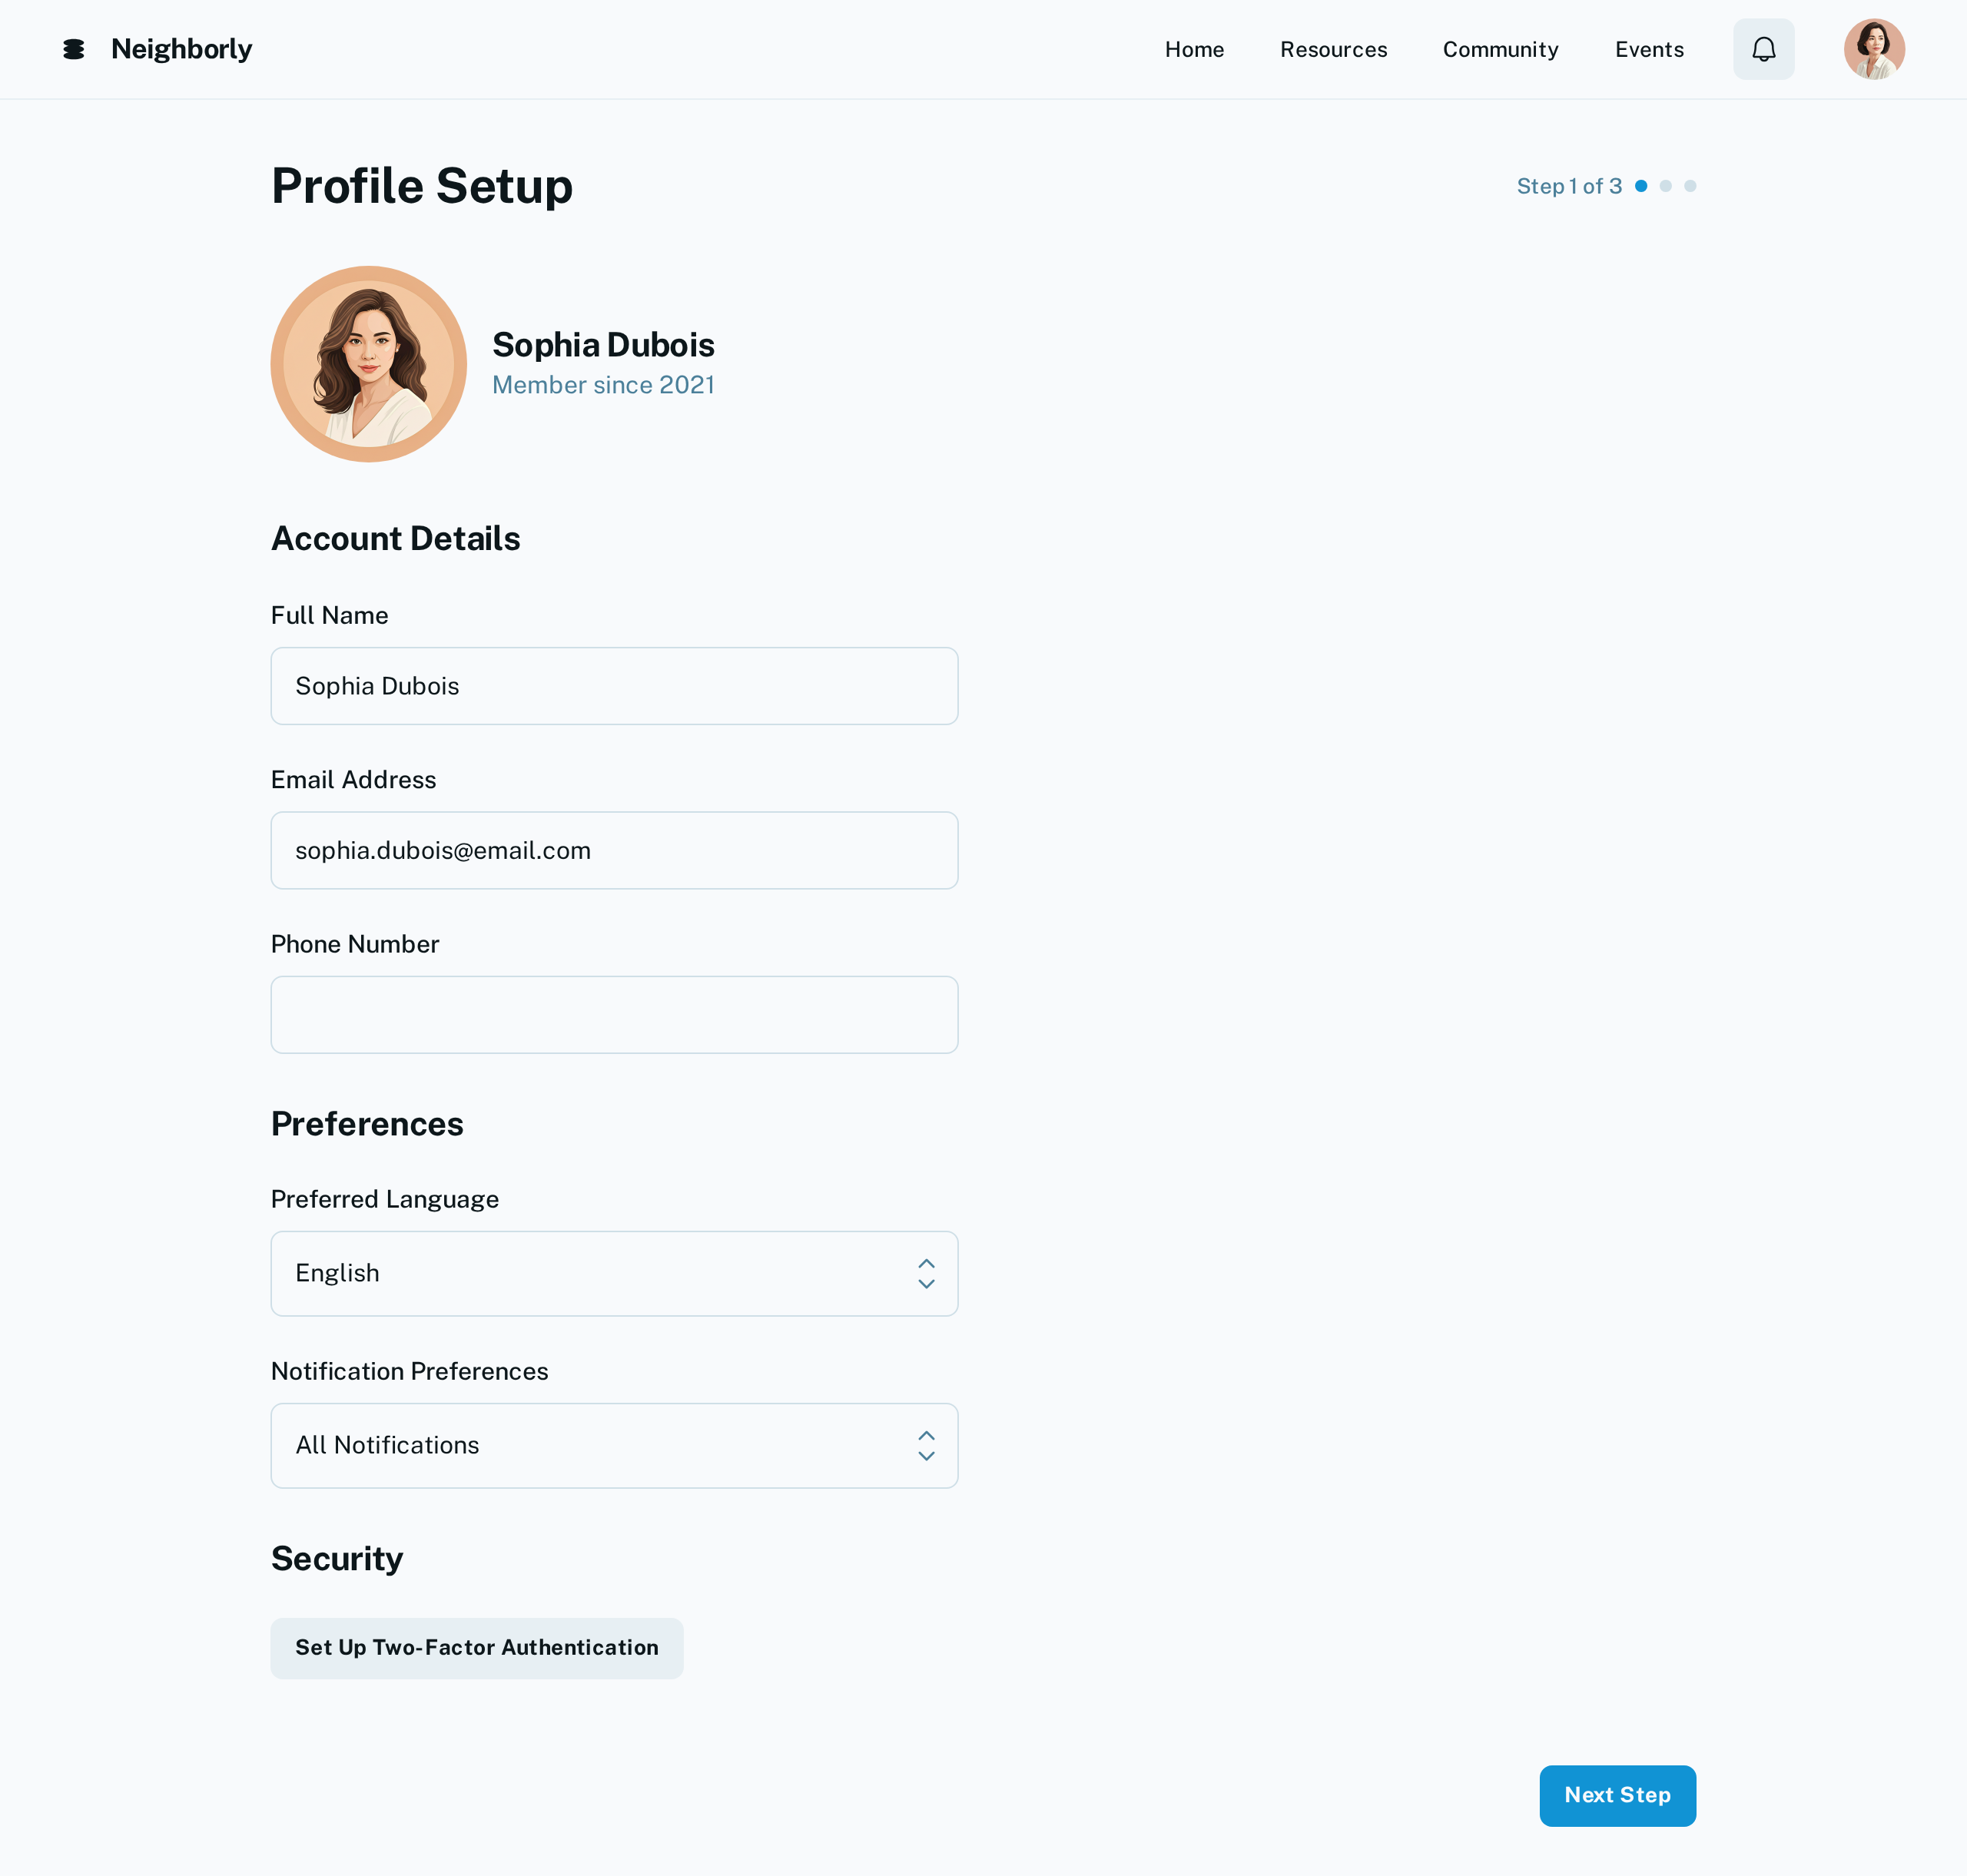 Neighborly
Home Resources Community Events
Profile Setup
Step 1 of 3
Sophia Dubois
Member since 2021
Account Details
Full Name
Sophia Dubois
Email Address
sophia.dubois@email.com
Phone Number
Preferences
Preferred Language
English
Notification Preferences
All Notifications
Security
Set Up Two-Factor Authentication
Next Step